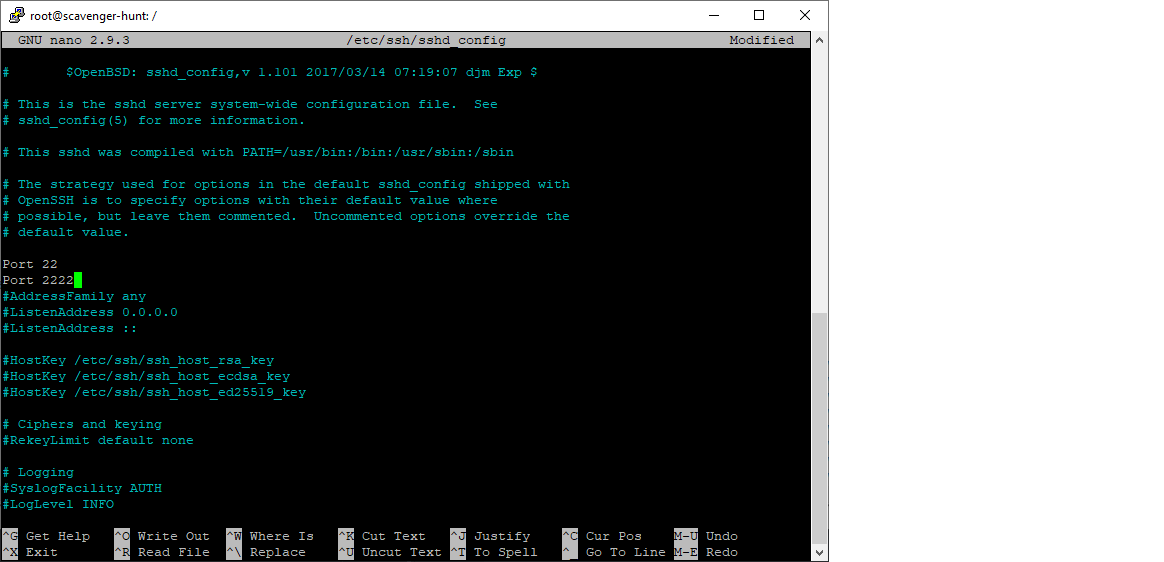 root@scavenger-hunt: /
GNU nano 2.9.3 /etc/ssh/sshd_config Modified
# $OpenBSD: sshd_config,v 1.101 2017/03/14 07:19:07 djm Exp $
# This is the sshd server system-wide configuration file.  See
# sshd_config(5) for more information.
# This sshd was compiled with PATH=/usr/bin:/bin:/usr/sbin:/sbin
# The strategy used for options in the default sshd_config shipped with
# OpenSSH is to specify options with their default value where
# possible, but leave them commented.  Uncommented options override the
# default value.
Port 22
Port 2222
#AddressFamily any
#ListenAddress 0.0.0.0
#ListenAddress ::
#HostKey /etc/ssh/ssh_host_rsa_key
#HostKey /etc/ssh/ssh_host_ecdsa_key
#HostKey /etc/ssh/ssh_host_ed25519_key
# Ciphers and keying
#RekeyLimit default none
# Logging
#SyslogFacility AUTH
#LogLevel INFO
^G Get Help ^O Write Out ^W Where Is ^K Cut Text ^J Justify ^C Cur Pos M-U Undo
^X Exit ^R Read File ^\ Replace ^U Uncut Text ^T To Spell ^_ Go To Line M-E Redo